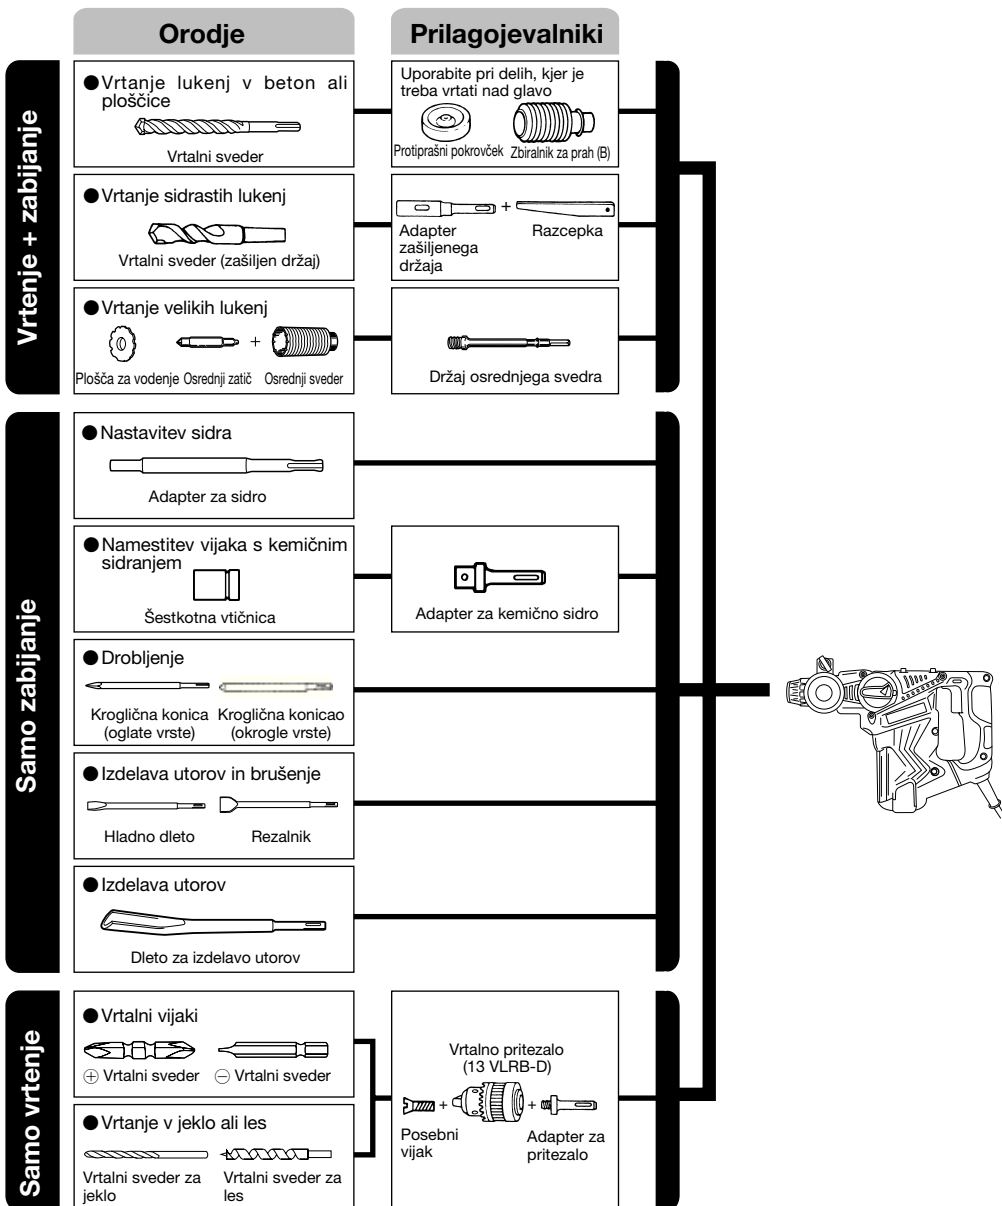 Orodje
Prilagojevalniki
Vrtenje + zabijanje
●Vrtanje lukenj v beton ali
ploščice
Vrtalni sveder
Uporabite pri delih, kjer je
treba vrtati nad glavo
Protiprašni pokrovček Zbiralnik za prah (B)
●Vrtanje sidrastih lukenj
Vrtalni sveder (zašiljen držaj)
+
Adapter
zašiljenega
držaja
Razcepka
●Vrtanje velikih lukenj
+
Plošča za vodenje Osrednji zatič Osrednji sveder
Držaj osrednjega svedra
Samo zabijanje
●Nastavitev sidra
Adapter za sidro
●Namestitev vijaka s kemičnim
sidranjem
Šestkotna vtičnica
Adapter za kemično sidro
●Drobljenje
Kroglična konica
(oglate vrste)
Kroglična konicao
(okrogle vrste)
●Izdelava utorov in brušenje
Hladno dleto Rezalnik
●Izdelava utorov
Dleto za izdelavo utorov
Samo vrtenje
●Vrtalni vijaki
⊕ Vrtalni sveder ⊖ Vrtalni sveder
●Vrtanje v jeklo ali les
Vrtalni sveder za
jeklo
Vrtalni sveder za
les
Vrtalno pritezalo
(13 VLRB-D)
+ +
Posebni
vijak
Adapter za
pritezalo